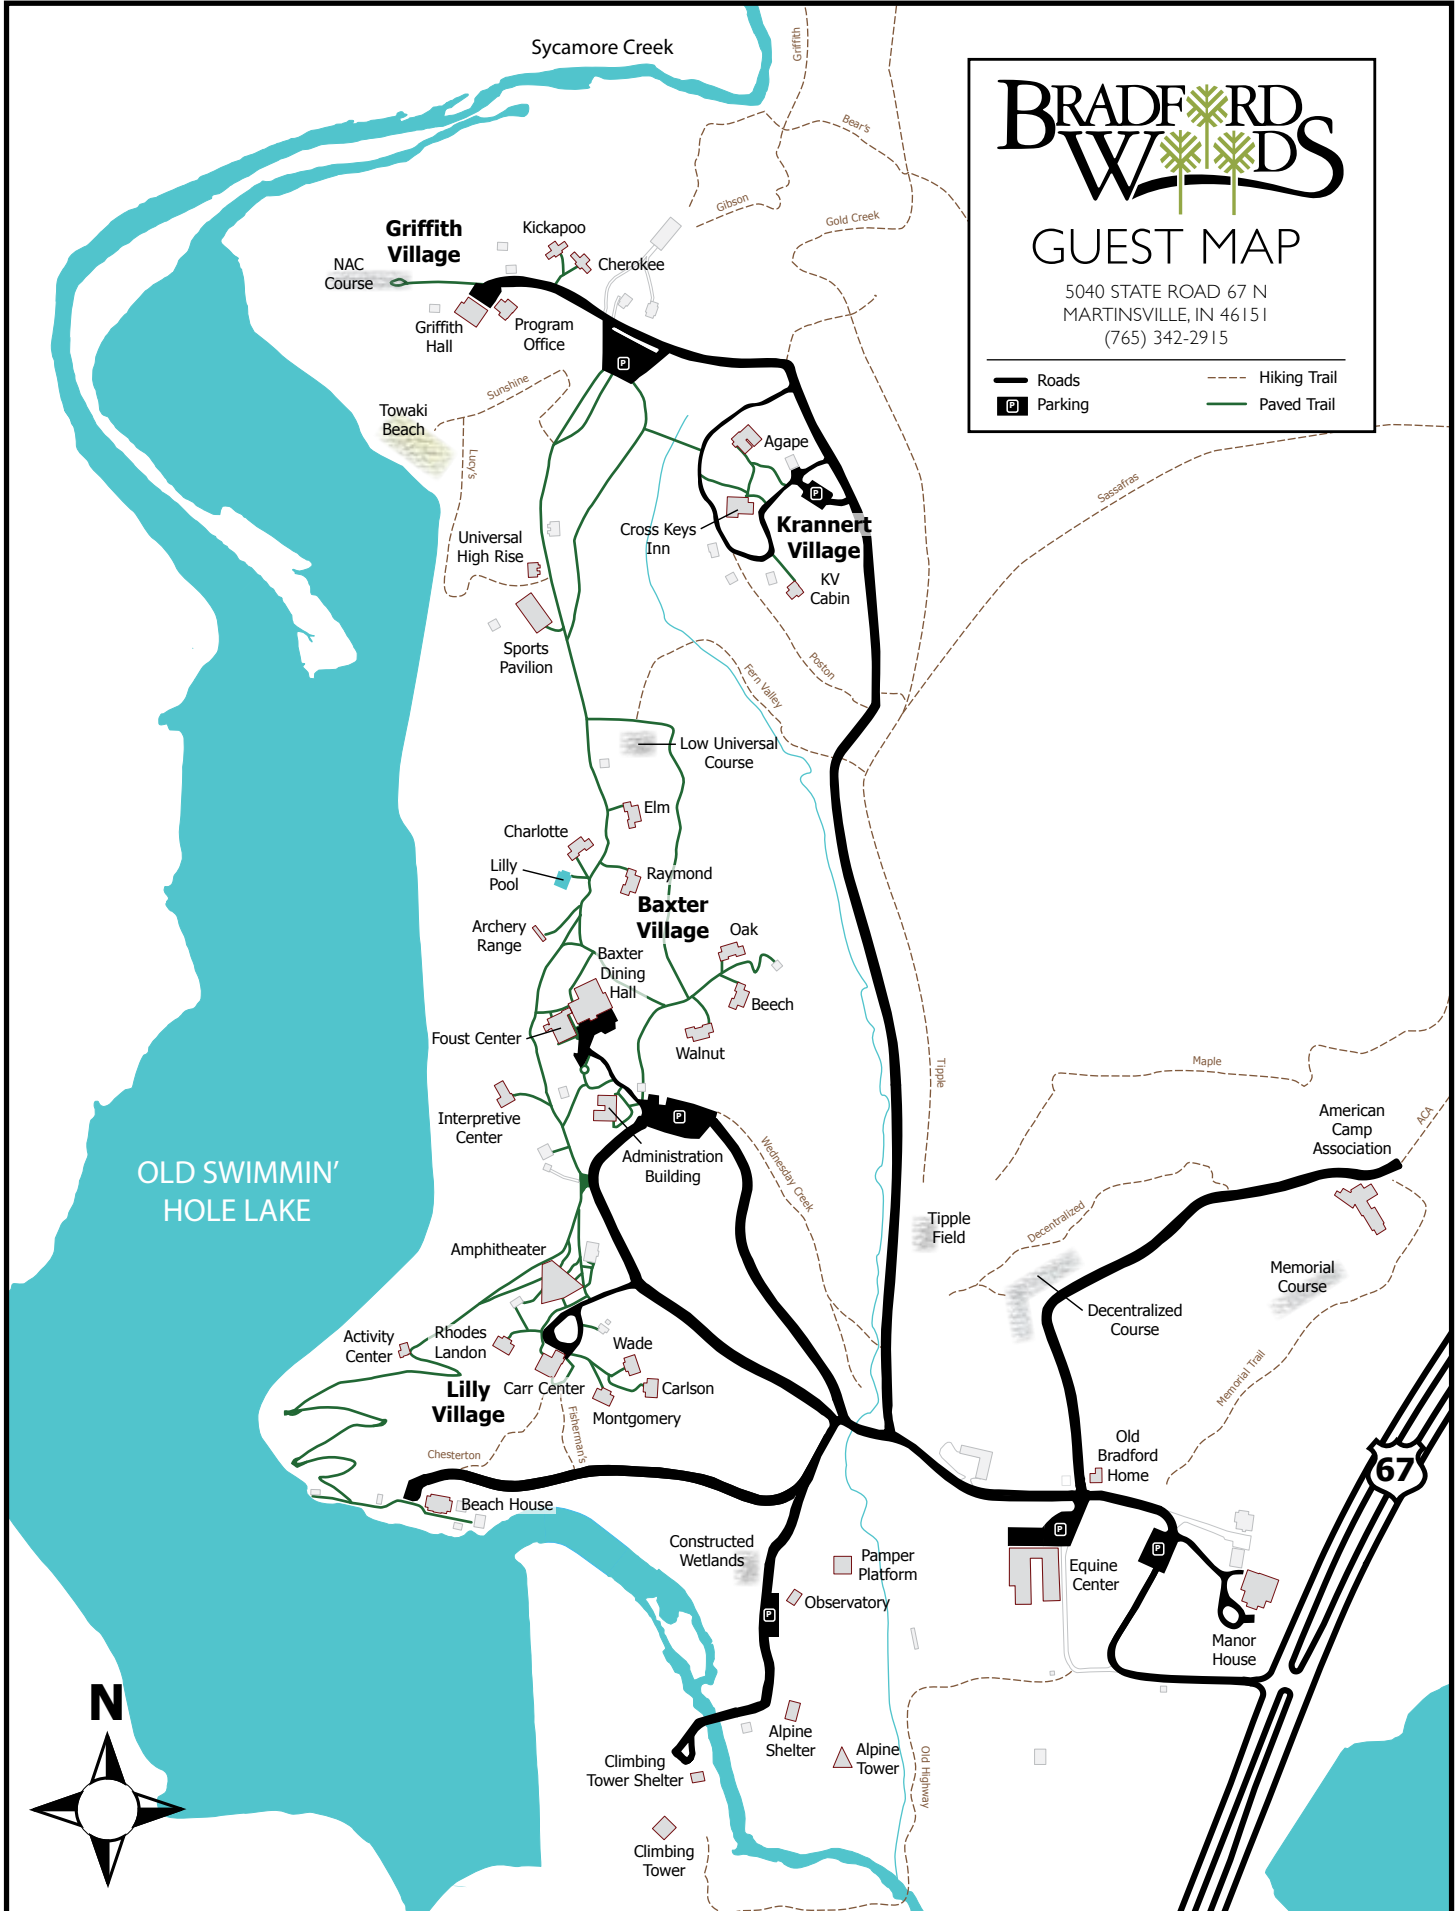 Sycamore Creek
BRADFORD
WOODS
GUEST MAP
5040 STATE ROAD 67 N
MARTINSVILLE, IN 46151
(765) 342-2915
Roads
Hiking Trail
P
Parking
Paved Trail
Griffith
Bear's
Gibson
Gold Creek
Griffith
Village
Kickapoo
Cherokee
NAC
Course
Griffith
Hall
Program
Office
P
Sunshine
Towaki
Beach
Lucy's
Agape
P
Cross Keys
Inn
Krannert
Village
KV
Cabin
Sassafras
Universal
High Rise
Sports
Pavilion
Poston
Fern Valley
Low Universal
Course
Elm
Charlotte
Lilly
Pool
Raymond
Baxter
Village
Archery
Range
Oak
Baxter
Dining
Hall
Beech
Foust Center
Walnut
Tipple
Maple
Interpretive
Center
P
Administration
Building
Wednesday Creek
American
Camp
Association
ACA
OLD SWIMMIN'
HOLE LAKE
Tipple
Field
Decentralized
Amphitheater
Decentralized
Course
Memorial
Course
Activity
Center
Rhodes
Landon
Wade
Carr Center
Carlson
Montgomery
Lilly
Village
Memorial Trail
Fisherman's
Chesterton
Old
Bradford
Home
67
Beach House
Constructed
Wetlands
Pamper
Platform
Observatory
P
P
Equine
Center
P
Manor
House
N
Alpine
Shelter
Alpine
Tower
Old Highway
Climbing
Tower Shelter
Climbing
Tower